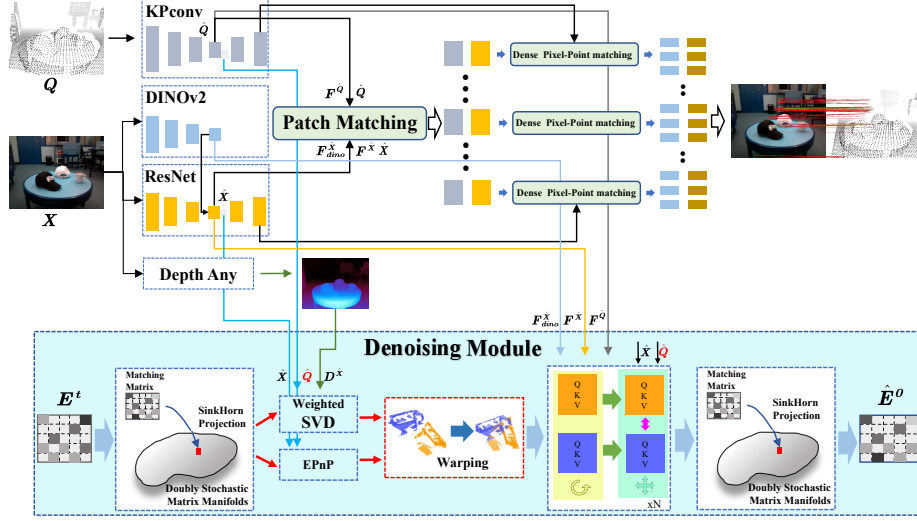 KPconv
Q̂
Q
DINOv2
F^Q̂ Q̂
Patch Matching
F^X̂_dino F^X̂ X̂
Dense Pixel-Point matching
Dense Pixel-Point matching
Dense Pixel-Point matching
ResNet
X̂
X
Depth Any
F^X̂_dino F^X̂ F^Q̂
Denoising Module
E^t
Matching
Matrix
SinkHorn
Projection
Doubly Stochastic
Matrix Manifolds
X̂ Q̂ D^X̂
Weighted
SVD
EPnP
Warping
X̂ Q̂
Q
K
V
Q
K
V
Q
K
V
Q
K
V
xN
Matching
Matrix
SinkHorn
Projection
Doubly Stochastic
Matrix Manifolds
Ê^0